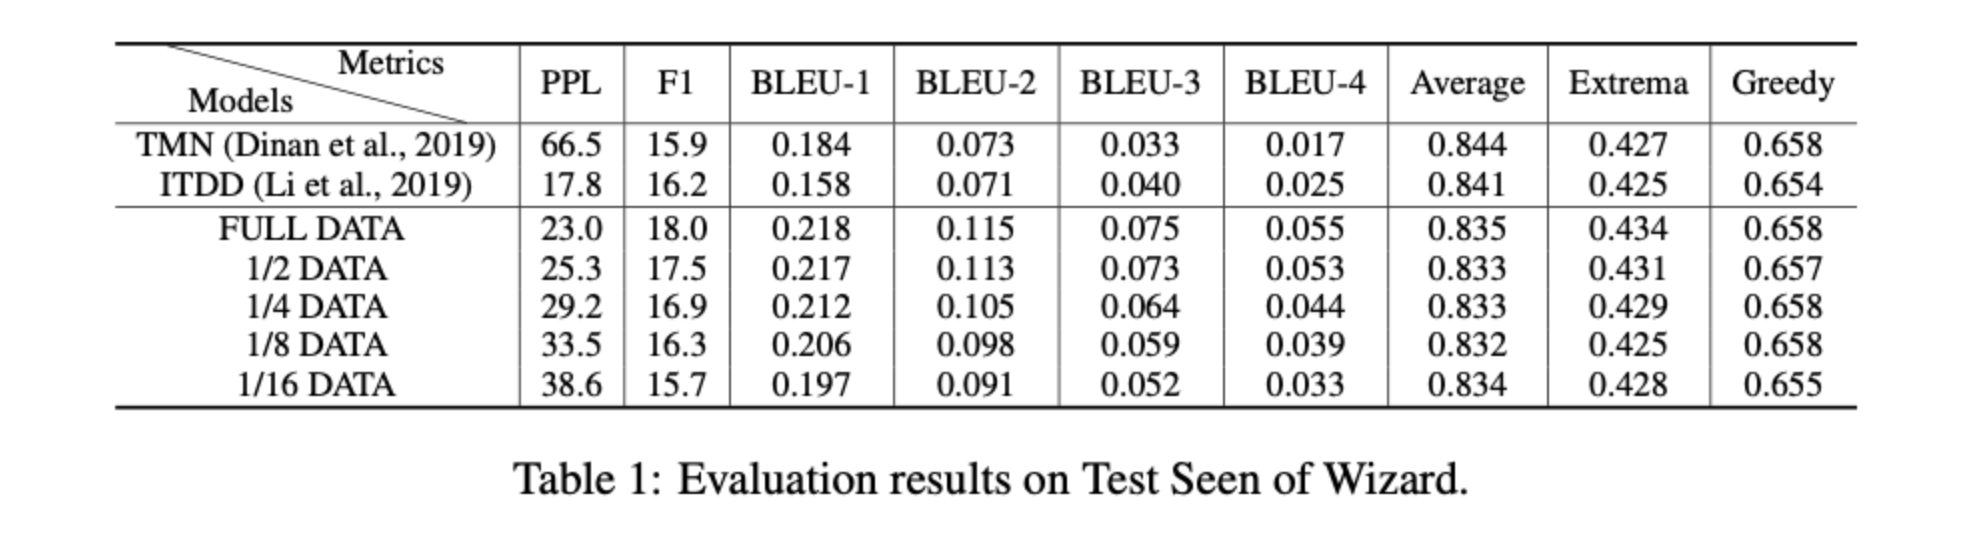 Metrics
Models PPL F1 BLEU-1 BLEU-2 BLEU-3 BLEU-4 Average Extrema Greedy
TMN (Dinan et al., 2019) 66.5 15.9 0.184 0.073 0.033 0.017 0.844 0.427 0.658
ITDD (Li et al., 2019) 17.8 16.2 0.158 0.071 0.040 0.025 0.841 0.425 0.654
FULL DATA 23.0 18.0 0.218 0.115 0.075 0.055 0.835 0.434 0.658
1/2 DATA 25.3 17.5 0.217 0.113 0.073 0.053 0.833 0.431 0.657
1/4 DATA 29.2 16.9 0.212 0.105 0.064 0.044 0.833 0.429 0.658
1/8 DATA 33.5 16.3 0.206 0.098 0.059 0.039 0.832 0.425 0.658
1/16 DATA 38.6 15.7 0.197 0.091 0.052 0.033 0.834 0.428 0.655
Table 1: Evaluation results on Test Seen of Wizard.